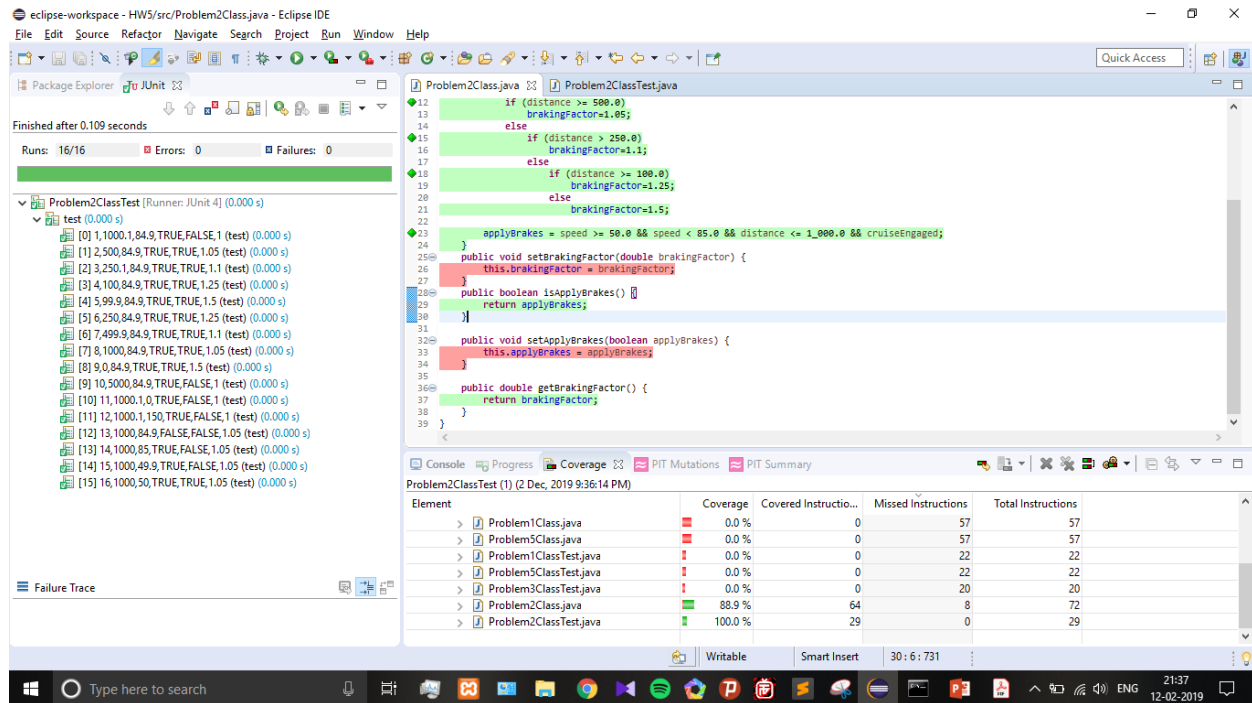 eclipse-workspace - HW5/src/Problem2Class.java - Eclipse IDE
File Edit Source Refactor Navigate Search Project Run Window Help
Quick Access
Package Explorer JUnit
Finished after 0.109 seconds
Runs: 16/16 Errors: 0 Failures: 0
Problem2ClassTest [Runner: JUnit 4] (0.000 s)
test (0.000 s)
[0] 1,1000.1,84.9,TRUE,FALSE,1 (test) (0.000 s)
[1] 2,500,84.9,TRUE,TRUE,1.05 (test) (0.000 s)
[2] 3,250.1,84.9,TRUE,TRUE,1.1 (test) (0.000 s)
[3] 4,100,84.9,TRUE,TRUE,1.25 (test) (0.000 s)
[4] 5,99.9,84.9,TRUE,TRUE,1.5 (test) (0.000 s)
[5] 6,250,84.9,TRUE,TRUE,1.25 (test) (0.000 s)
[6] 7,499.9,84.9,TRUE,TRUE,1.1 (test) (0.000 s)
[7] 8,1000,84.9,TRUE,TRUE,1.05 (test) (0.000 s)
[8] 9,0,84.9,TRUE,TRUE,1.5 (test) (0.000 s)
[9] 10,5000,84.9,TRUE,FALSE,1 (test) (0.000 s)
[10] 11,1000.1,0,TRUE,FALSE,1 (test) (0.000 s)
[11] 12,1000.1,150,TRUE,FALSE,1 (test) (0.000 s)
[12] 13,1000,84.9,FALSE,FALSE,1.05 (test) (0.000 s)
[13] 14,1000,85,TRUE,FALSE,1.05 (test) (0.000 s)
[14] 15,1000,49.9,TRUE,FALSE,1.05 (test) (0.000 s)
[15] 16,1000,50,TRUE,TRUE,1.05 (test) (0.000 s)
Failure Trace
Problem2Class.java Problem2ClassTest.java
12 if (distance >= 500.0)
13 brakingFactor=1.05;
14 else
15 if (distance > 250.0)
16 brakingFactor=1.1;
17 else
18 if (distance >= 100.0)
19 brakingFactor=1.25;
20 else
21 brakingFactor=1.5;
22
23 applyBrakes = speed >= 50.0 && speed < 85.0 && distance <= 1_000.0 && cruiseEngaged;
24 }
25 public void setBrakingFactor(double brakingFactor) {
26 this.brakingFactor = brakingFactor;
27 }
28 public boolean isApplyBrakes() {
29 return applyBrakes;
30 }
31
32 public void setApplyBrakes(boolean applyBrakes) {
33 this.applyBrakes = applyBrakes;
34 }
35
36 public double getBrakingFactor() {
37 return brakingFactor;
38 }
39 }
Console Progress Coverage PIT Mutations PIT Summary
Problem2ClassTest (1) (2 Dec, 2019 9:36:14 PM)
Element Coverage Covered Instructio... Missed Instructions Total Instructions
Problem1Class.java 0.0 % 0 57 57
Problem5Class.java 0.0 % 0 57 57
Problem1ClassTest.java 0.0 % 0 22 22
Problem5ClassTest.java 0.0 % 0 22 22
Problem3ClassTest.java 0.0 % 0 20 20
Problem2Class.java 88.9 % 64 8 72
Problem2ClassTest.java 100.0 % 29 0 29
Writable Smart Insert 30 : 6 : 731
Type here to search
ENG
21:37
12-02-2019